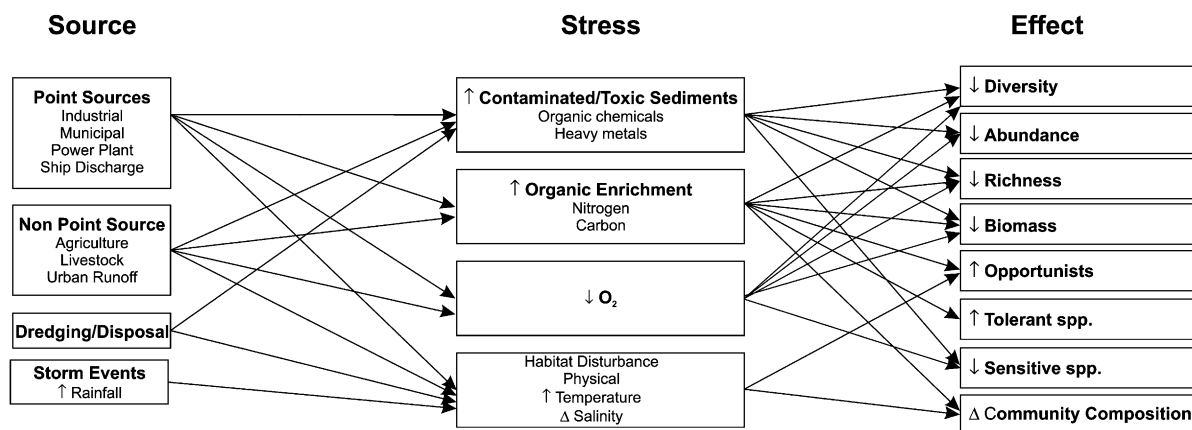 Source
Stress
Effect
Point Sources
Industrial
Municipal
Power Plant
Ship Discharge
Non Point Source
Agriculture
Livestock
Urban Runoff
Dredging/Disposal
Storm Events
↑ Rainfall
↑ Contaminated/Toxic Sediments
Organic chemicals
Heavy metals
↑ Organic Enrichment
Nitrogen
Carbon
↓ O₂
Habitat Disturbance
Physical
↑ Temperature
Δ Salinity
↓ Diversity
↓ Abundance
↓ Richness
↓ Biomass
↑ Opportunists
↑ Tolerant spp.
↓ Sensitive spp.
Δ Community Composition